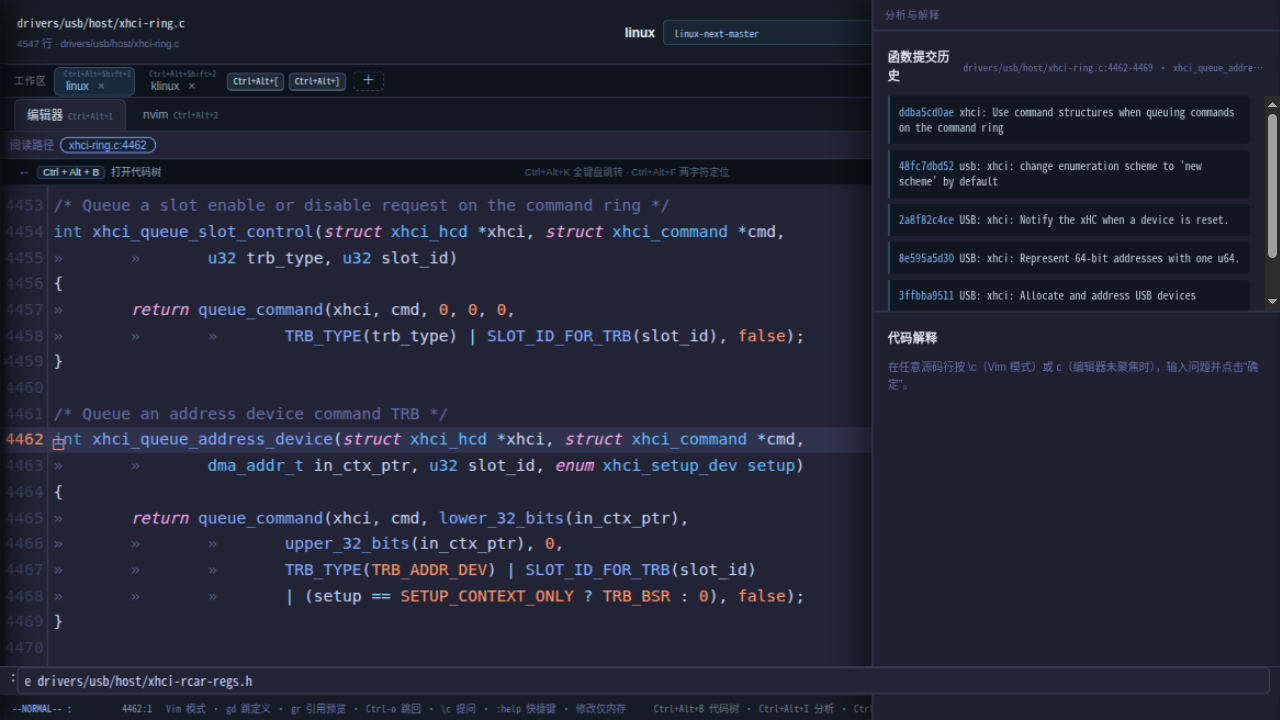 drivers/usb/host/xhci-ring.c
4547 行 · drivers/usb/host/xhci-ring.c
linux
linux-next-master
工作区
Ctrl+Alt+Shift+1
linux ×
Ctrl+Alt+Shift+2
klinux ×
Ctrl+Alt+[
Ctrl+Alt+]
+
编辑器 Ctrl+Alt+1
nvim Ctrl+Alt+2
阅读路径 xhci-ring.c:4462
← Ctrl + Alt + B 打开代码树
Ctrl+Alt+K 全键盘跳转 · Ctrl+Alt+F 两字符定位
4453 /* Queue a slot enable or disable request on the command ring */
4454 int xhci_queue_slot_control(struct xhci_hcd *xhci, struct xhci_command *cmd,
4455 » » u32 trb_type, u32 slot_id)
4456 {
4457 » return queue_command(xhci, cmd, 0, 0, 0,
4458 » » » TRB_TYPE(trb_type) | SLOT_ID_FOR_TRB(slot_id), false);
4459 }
4460
4461 /* Queue an address device command TRB */
4462 int xhci_queue_address_device(struct xhci_hcd *xhci, struct xhci_command *cmd,
4463 » » dma_addr_t in_ctx_ptr, u32 slot_id, enum xhci_setup_dev setup)
4464 {
4465 » return queue_command(xhci, cmd, lower_32_bits(in_ctx_ptr),
4466 » » » upper_32_bits(in_ctx_ptr), 0,
4467 » » » TRB_TYPE(TRB_ADDR_DEV) | SLOT_ID_FOR_TRB(slot_id)
4468 » » » | (setup == SETUP_CONTEXT_ONLY ? TRB_BSR : 0), false);
4469 }
4470
分析与解释
函数提交历
史
drivers/usb/host/xhci-ring.c:4462-4469 · xhci_queue_addre…
ddba5cd0ae xhci: Use command structures when queuing commands
on the command ring
48fc7dbd52 usb: xhci: change enumeration scheme to 'new
scheme' by default
2a8f82c4ce USB: xhci: Notify the xHC when a device is reset.
8e595a5d30 USB: xhci: Represent 64-bit addresses with one u64.
3ffbba9511 USB: xhci: Allocate and address USB devices
代码解释
在任意源码行按 \c（Vim 模式）或 c（编辑器未聚焦时），输入问题并点击“确
定”。
: e drivers/usb/host/xhci-rcar-regs.h
--NORMAL-- : 4462:1 Vim 模式 · gd 跳定义 · gr 引用预览 · Ctrl-o 跳回 · \c 提问 · :help 快捷键 · 修改仅内存 Ctrl+Alt+B 代码树 · Ctrl+Alt+I 分析 ·